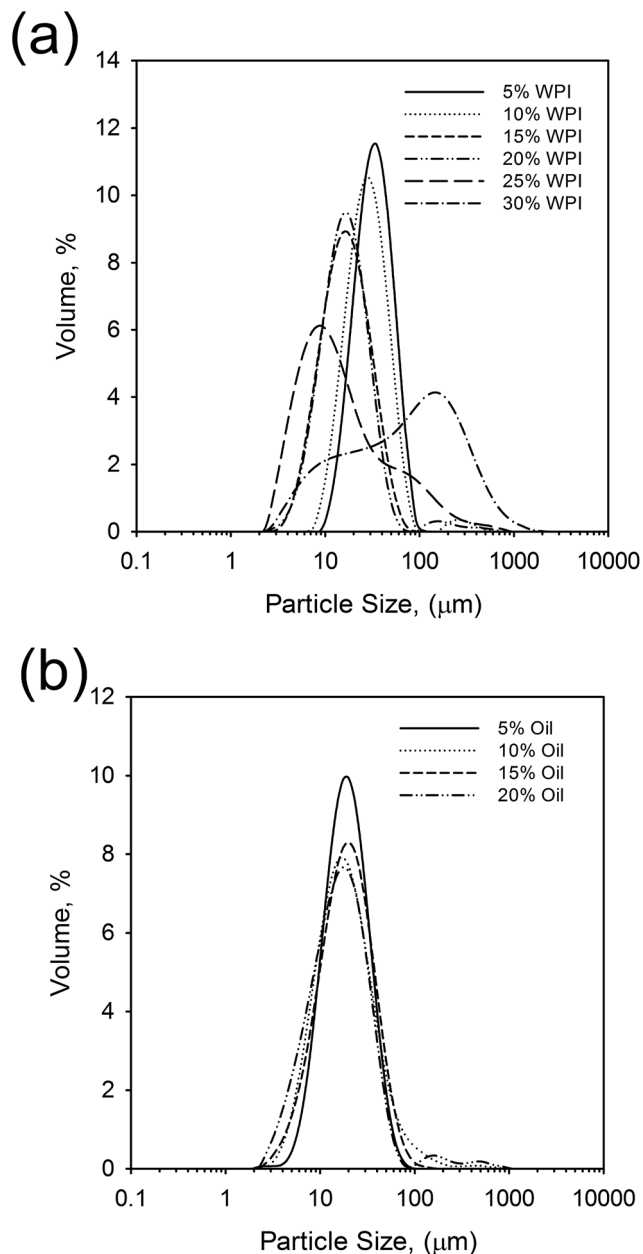 (a)
14
12
10
8
6
4
2
0
Volume, %
5% WPI
10% WPI
15% WPI
20% WPI
25% WPI
30% WPI
0.1 1 10 100 1000 10000
Particle Size, (μm)
(b)
12
10
8
6
4
2
0
Volume, %
5% Oil
10% Oil
15% Oil
20% Oil
0.1 1 10 100 1000 10000
Particle Size, (μm)